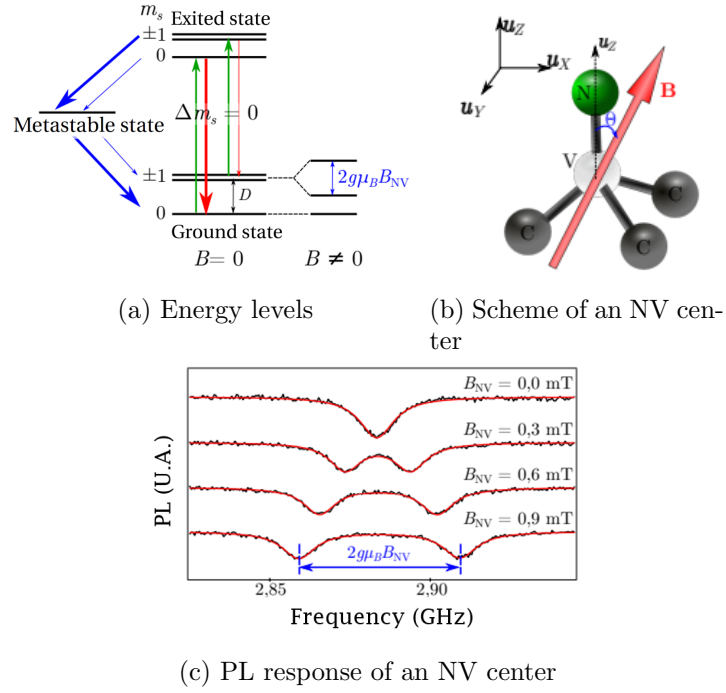 m_s Exited state
±1
0
Δm_s = 0
Metastable state
±1
2gμ_B B_NV
D
0
Ground state
B= 0 B ≠ 0
(a) Energy levels
u_Z
u_X
u_Y
u_Z
N
B
θ
V
C
C
C
(b) Scheme of an NV cen-
ter
PL (U.A.)
B_NV = 0,0 mT
B_NV = 0,3 mT
B_NV = 0,6 mT
B_NV = 0,9 mT
2gμ_B B_NV
2,85 2,90
Frequency (GHz)
(c) PL response of an NV center